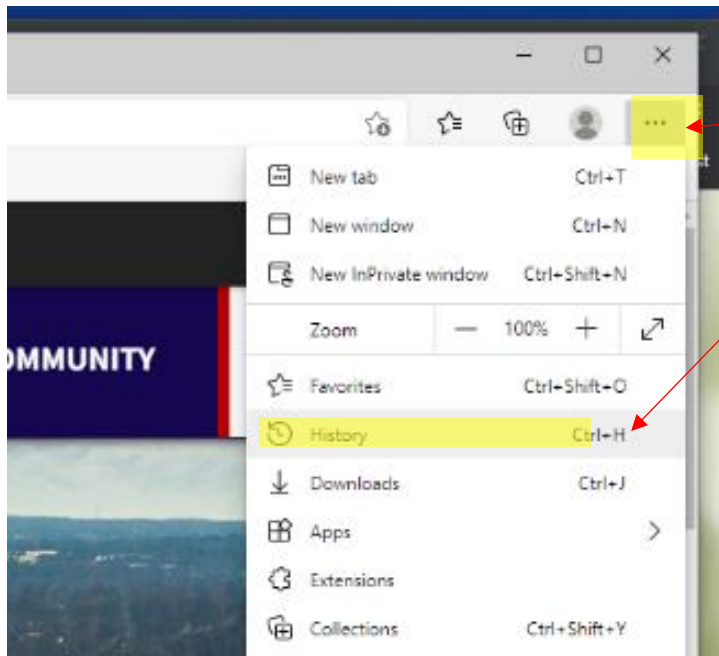 New tab Ctrl+T
New window Ctrl+N
New InPrivate window Ctrl+Shift+N
Zoom 100%
OMMUNITY
Favorites Ctrl+Shift+O
History Ctrl+H
Downloads Ctrl+J
Apps
Extensions
Collections Ctrl+Shift+Y